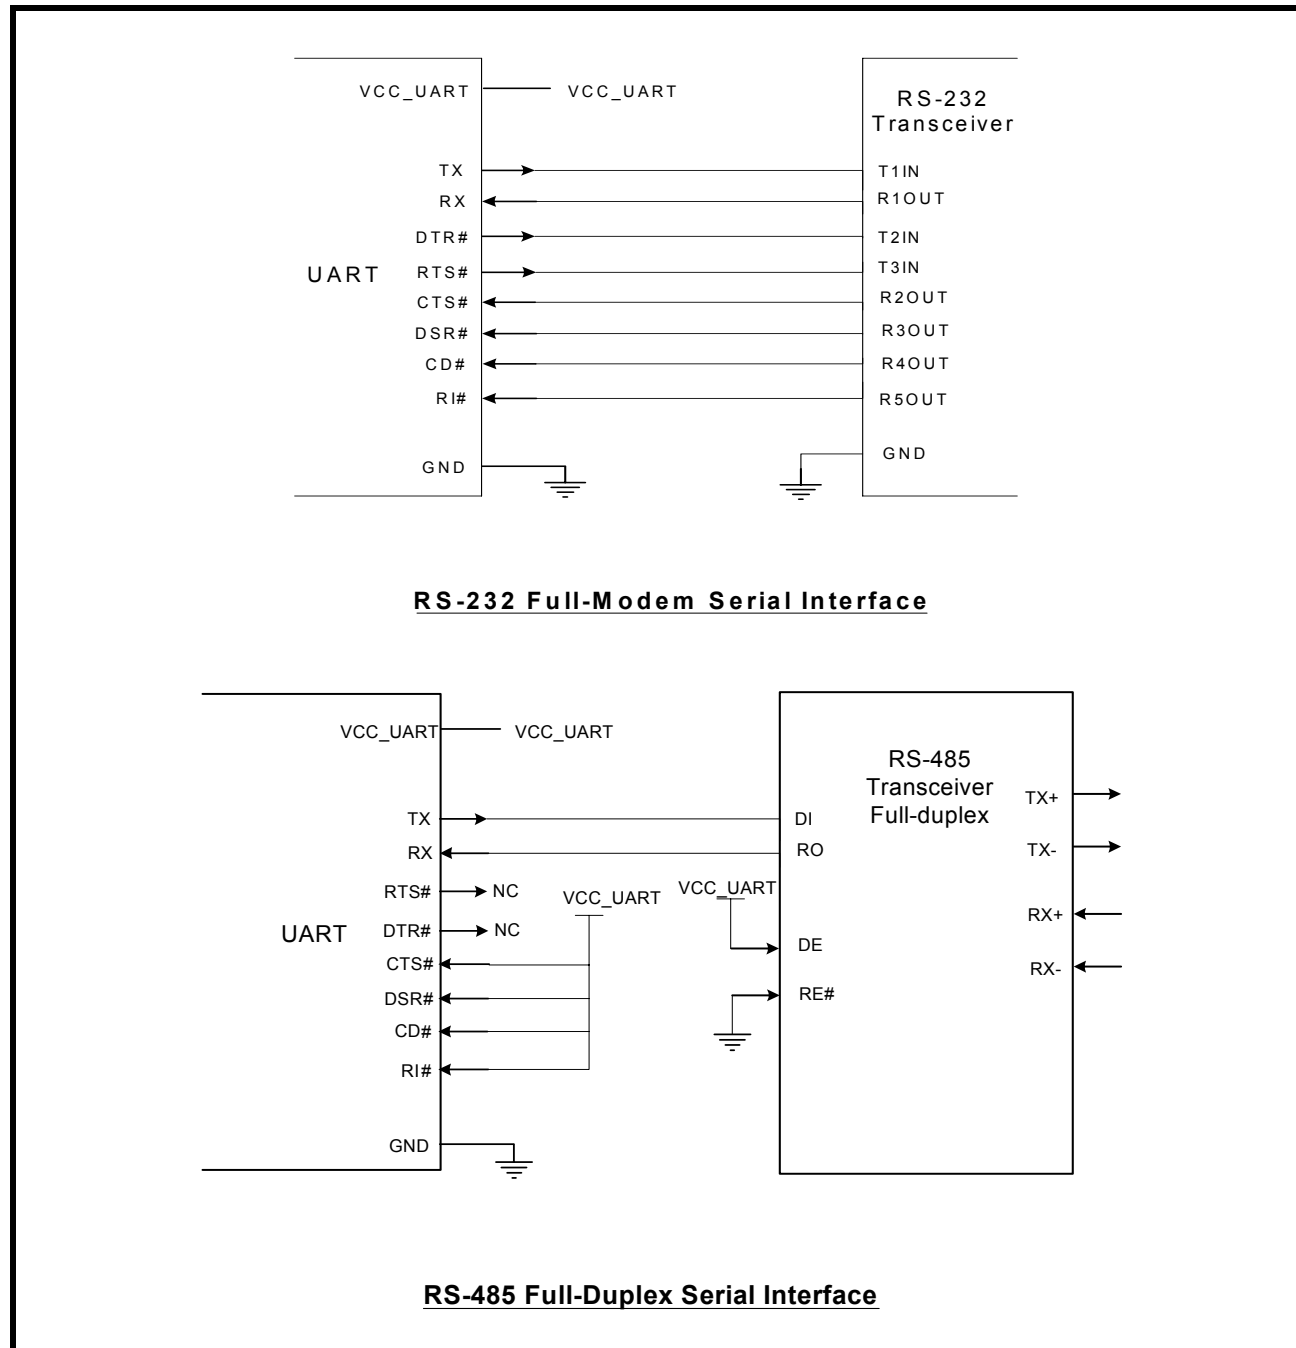 VCC_UART VCC_UART
RS-232
Transceiver
TX T1IN
RX R1OUT
DTR# T2IN
UART RTS# T3IN
CTS# R2OUT
DSR# R3OUT
CD# R4OUT
RI# R5OUT
GND GND
RS-232 Full-Modem Serial Interface
VCC_UART VCC_UART
RS-485
Transceiver
Full-duplex
TX+
TX DI
RX RO TX-
RTS# NC VCC_UART VCC_UART
RX+
UART DTR# NC
DE
CTS#
RX-
DSR# RE#
CD#
RI#
GND
RS-485 Full-Duplex Serial Interface